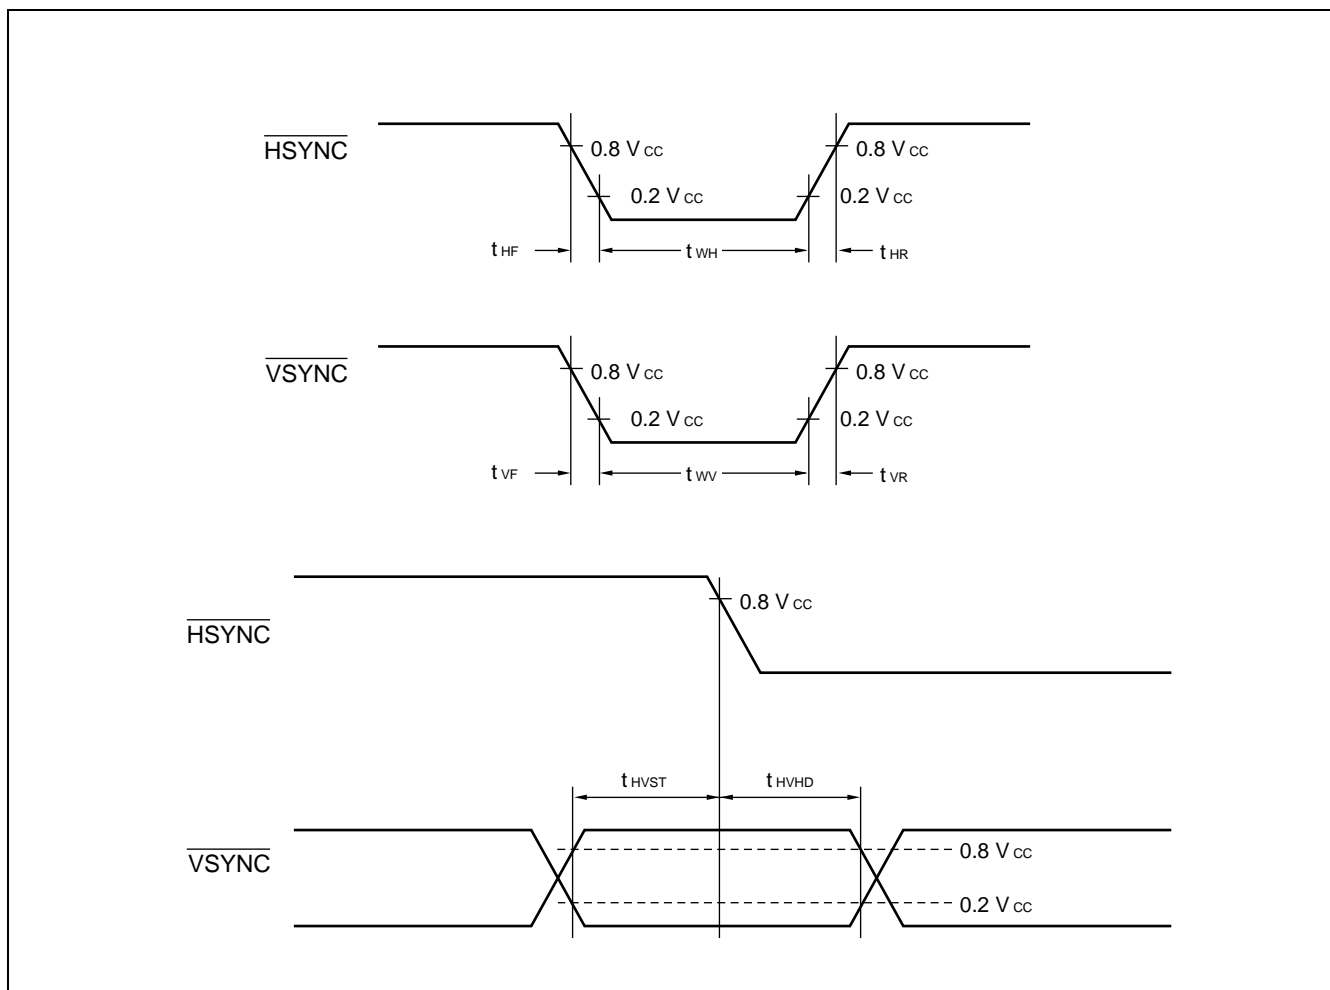 HSYNC
0.8 VCC
0.8 VCC
0.2 VCC
0.2 VCC
tHF
tWH
tHR
VSYNC
0.8 VCC
0.8 VCC
0.2 VCC
0.2 VCC
tVF
tWV
tVR
HSYNC
0.8 VCC
tHVST
tHVHD
VSYNC
0.8 VCC
0.2 VCC